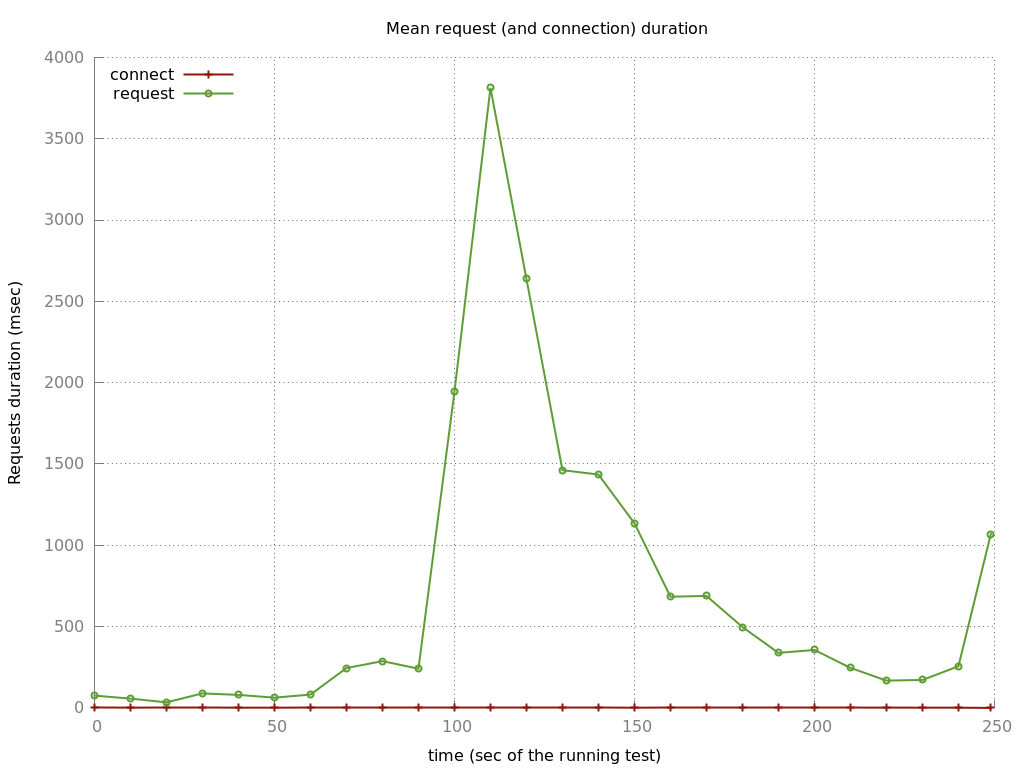 Mean request (and connection) duration
connect
request
4000
3500
3000
2500
2000
1500
1000
500
0
Requests duration (msec)
0 50 100 150 200 250
time (sec of the running test)